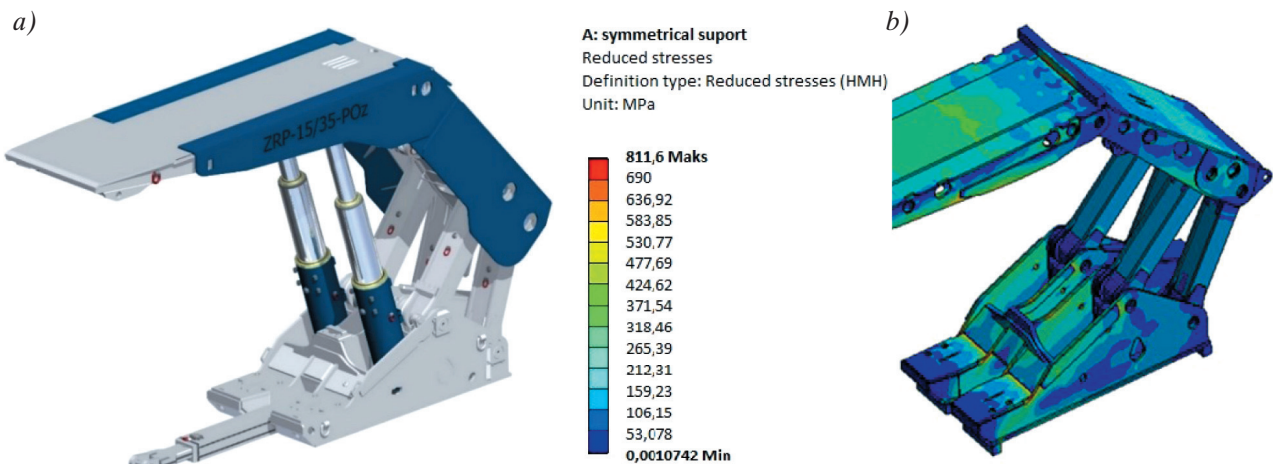 a)
ZRP-15/35-POz
A: symmetrical suport
Reduced stresses
Definition type: Reduced stresses (HMH)
Unit: MPa
811,6 Maks
690
636,92
583,85
530,77
477,69
424,62
371,54
318,46
265,39
212,31
159,23
106,15
53,078
0,0010742 Min
b)